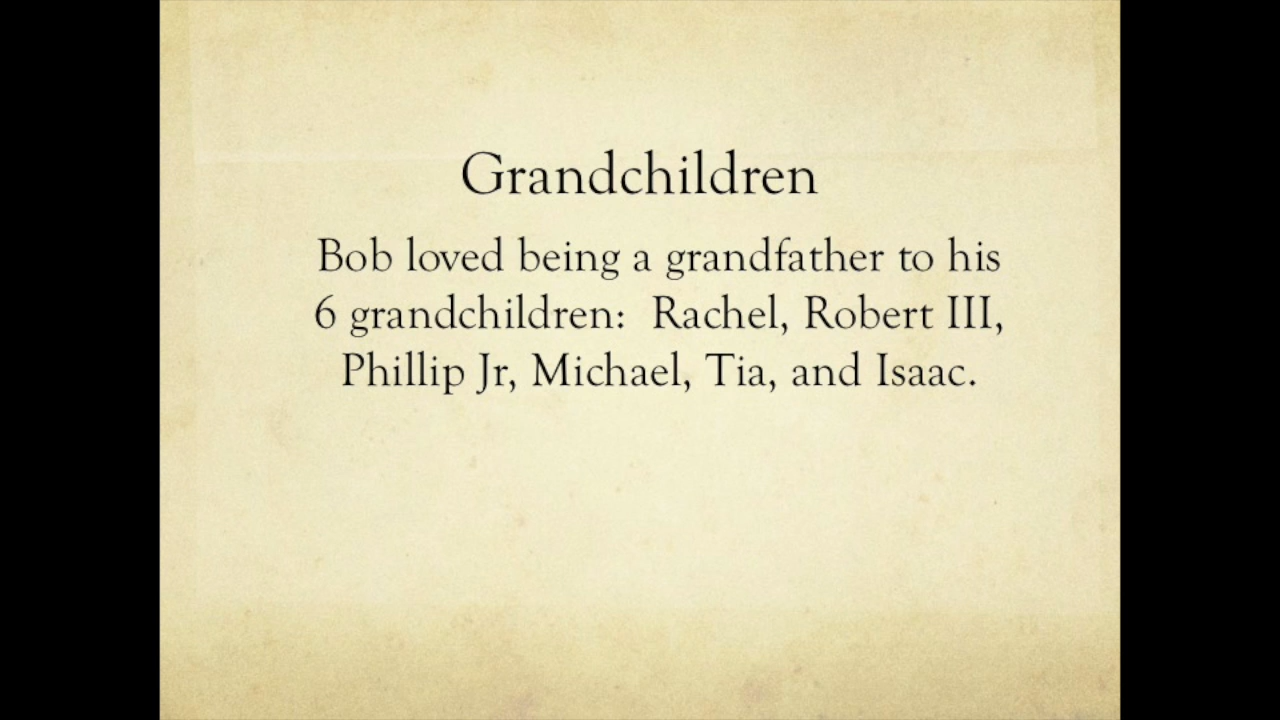 Grandchildren
Bob loved being a grandfather to his
6 grandchildren:  Rachel, Robert III,
Phillip Jr, Michael, Tia, and Isaac.